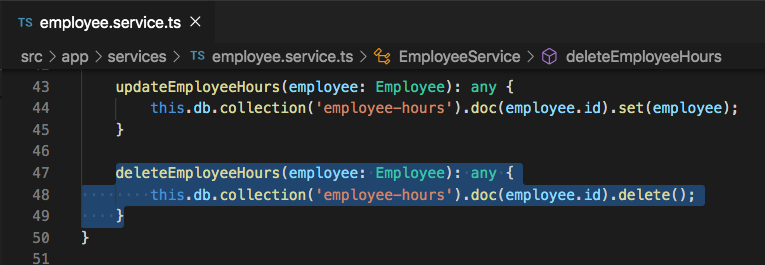 TS employee.service.ts ×
src > app > services > TS employee.service.ts > EmployeeService > deleteEmployeeHours
43 updateEmployeeHours(employee: Employee): any {
44 this.db.collection('employee-hours').doc(employee.id).set(employee);
45 }
46
47 deleteEmployeeHours(employee: Employee): any {
48 this.db.collection('employee-hours').doc(employee.id).delete();
49 }
50 }
51